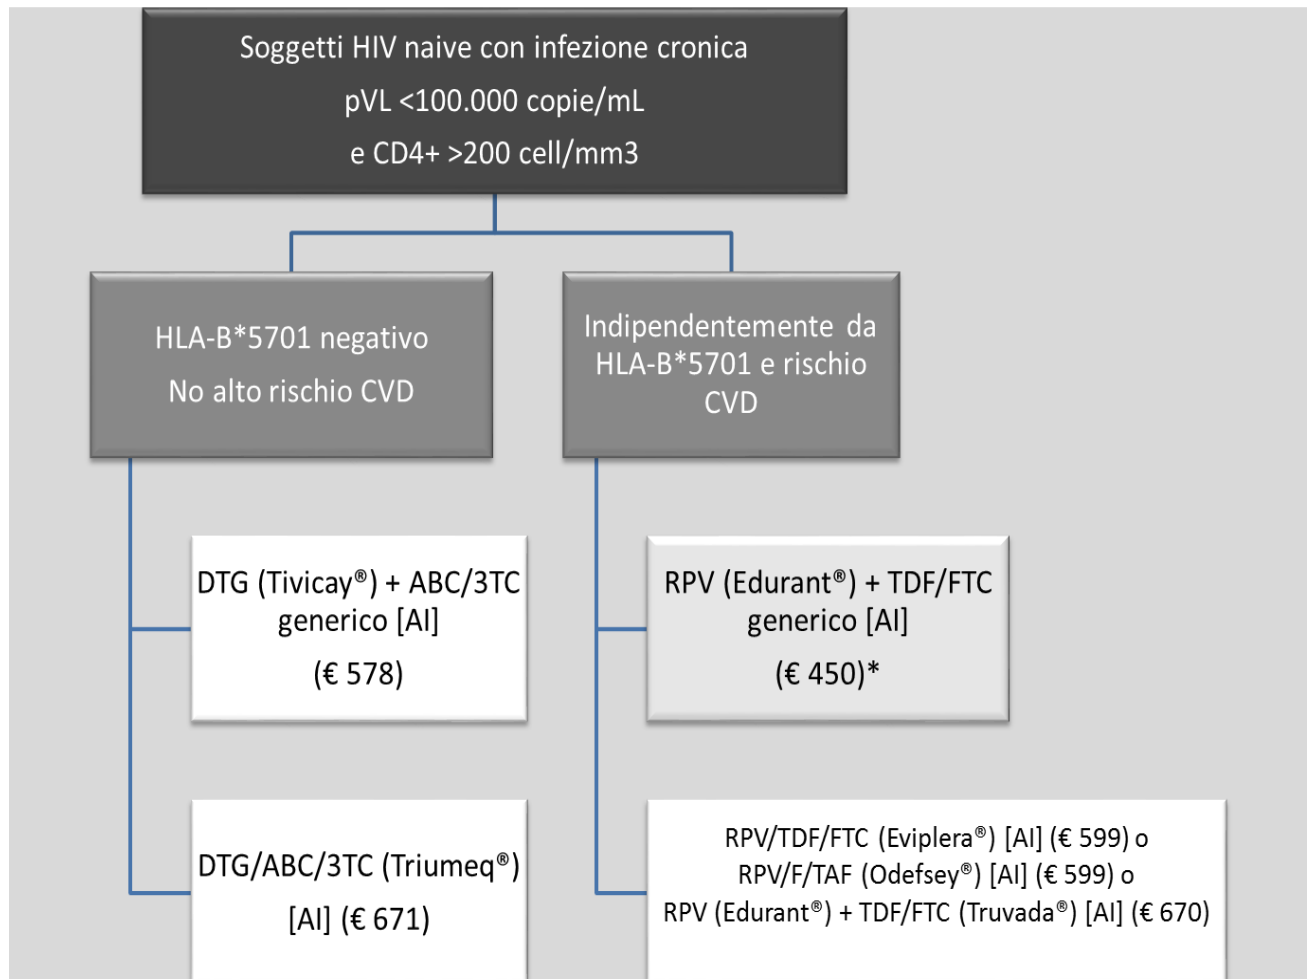 Soggetti HIV naive con infezione cronica
pVL <100.000 copie/mL
e CD4+ >200 cell/mm3
HLA-B*5701 negativo
No alto rischio CVD
Indipendentemente da
HLA-B*5701 e rischio
CVD
DTG (Tivicay®) + ABC/3TC
generico [AI]
(€ 578)
RPV (Edurant®) + TDF/FTC
generico [AI]
(€ 450)*
DTG/ABC/3TC (Triumeq®)
[AI] (€ 671)
RPV/TDF/FTC (Eviplera®) [AI] (€ 599) o
RPV/F/TAF (Odefsey®) [AI] (€ 599) o
RPV (Edurant®) + TDF/FTC (Truvada®) [AI] (€ 670)